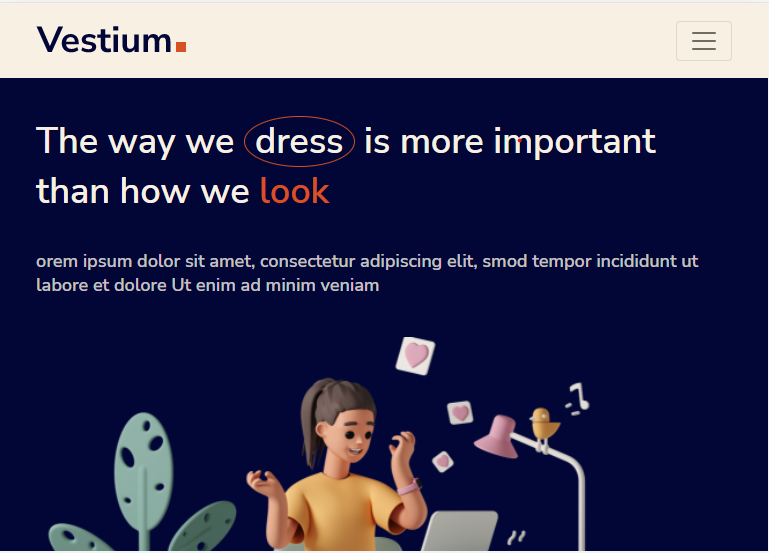 Vestium
The way we dress is more important
than how we look
orem ipsum dolor sit amet, consectetur adipiscing elit, smod tempor incididunt ut
labore et dolore Ut enim ad minim veniam